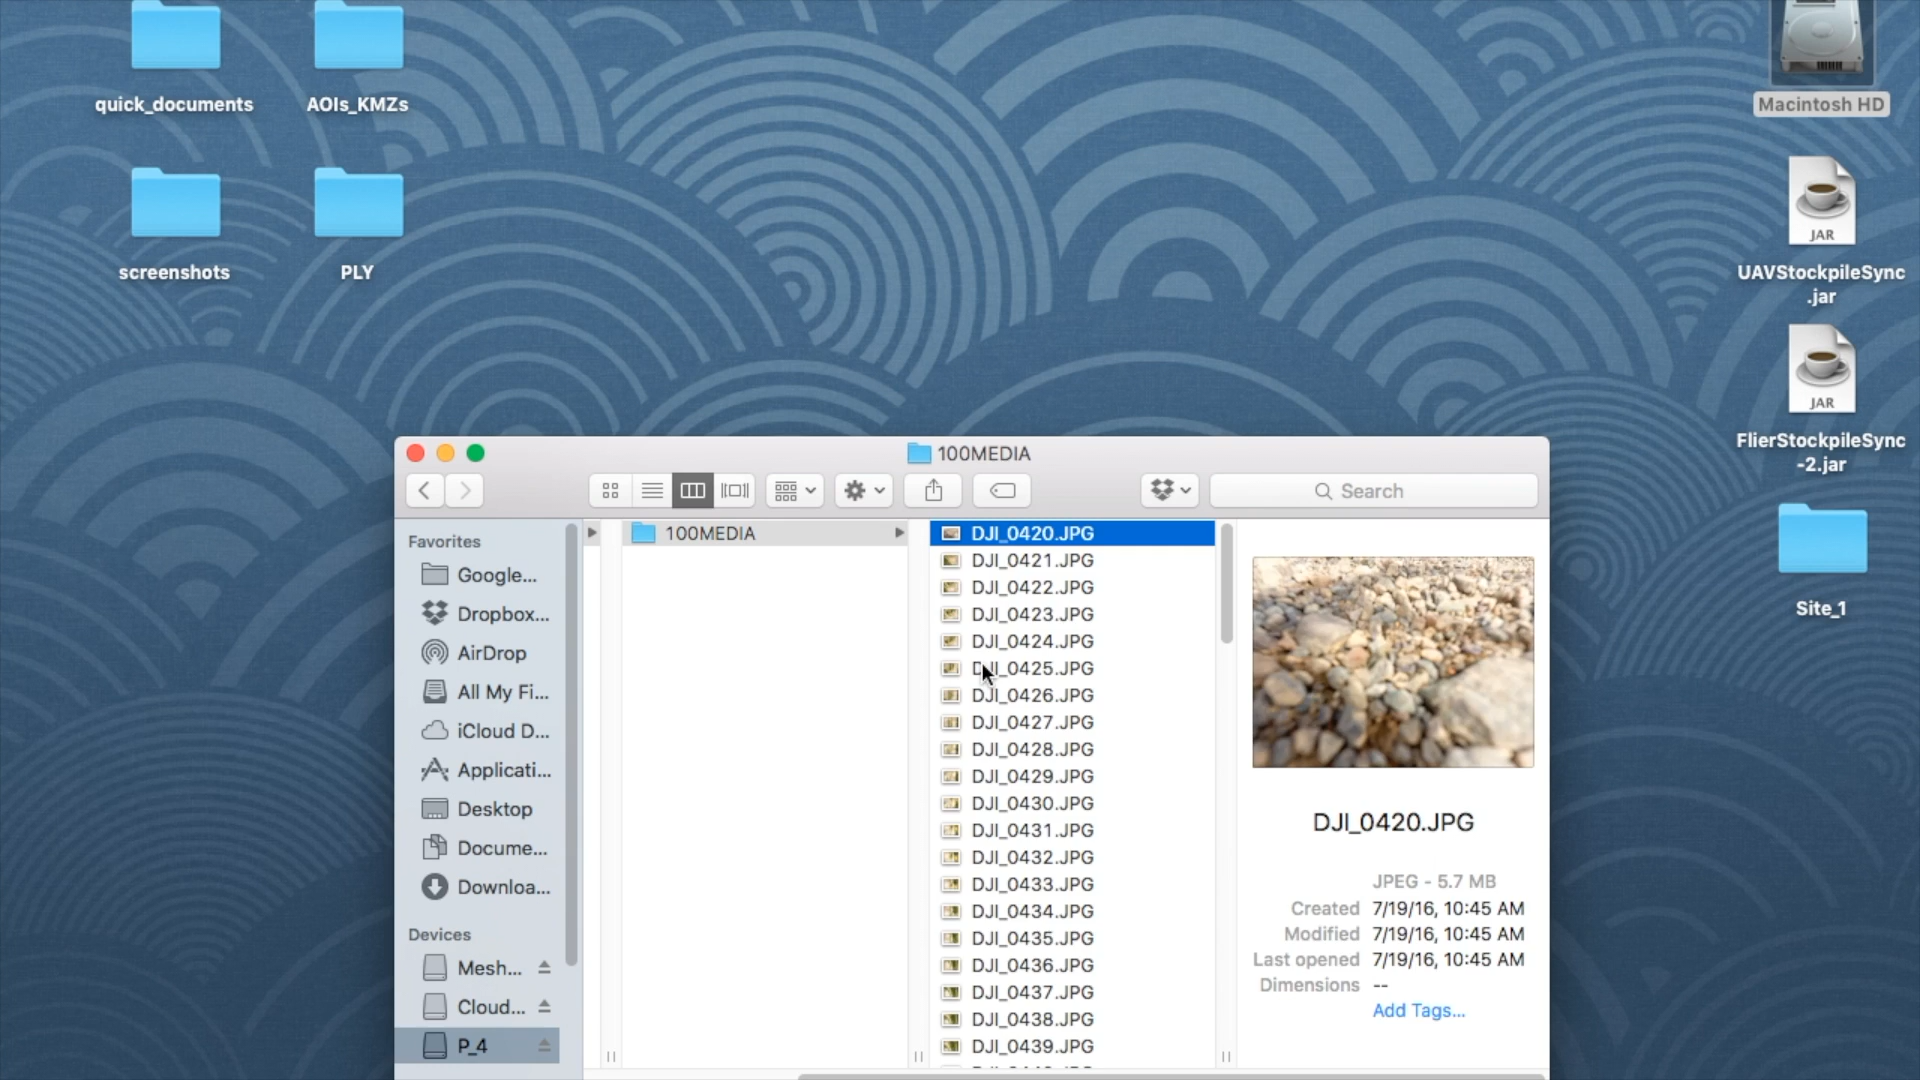 quick_documents
AOIs_KMZs
Macintosh HD
screenshots
PLY
JAR
UAVStockpileSync
.jar
JAR
FlierStockpileSync
-2.jar
Site_1
100MEDIA
Search
Favorites
Google...
Dropbox...
AirDrop
All My Fi...
iCloud D...
Applicati...
Desktop
Docume...
Downloa...
Devices
Mesh...
Cloud...
P_4
100MEDIA
DJI_0420.JPG
DJI_0421.JPG
DJI_0422.JPG
DJI_0423.JPG
DJI_0424.JPG
DJI_0425.JPG
DJI_0426.JPG
DJI_0427.JPG
DJI_0428.JPG
DJI_0429.JPG
DJI_0430.JPG
DJI_0431.JPG
DJI_0432.JPG
DJI_0433.JPG
DJI_0434.JPG
DJI_0435.JPG
DJI_0436.JPG
DJI_0437.JPG
DJI_0438.JPG
DJI_0439.JPG
DJI_0420.JPG
JPEG - 5.7 MB
Created 7/19/16, 10:45 AM
Modified 7/19/16, 10:45 AM
Last opened 7/19/16, 10:45 AM
Dimensions --
Add Tags...